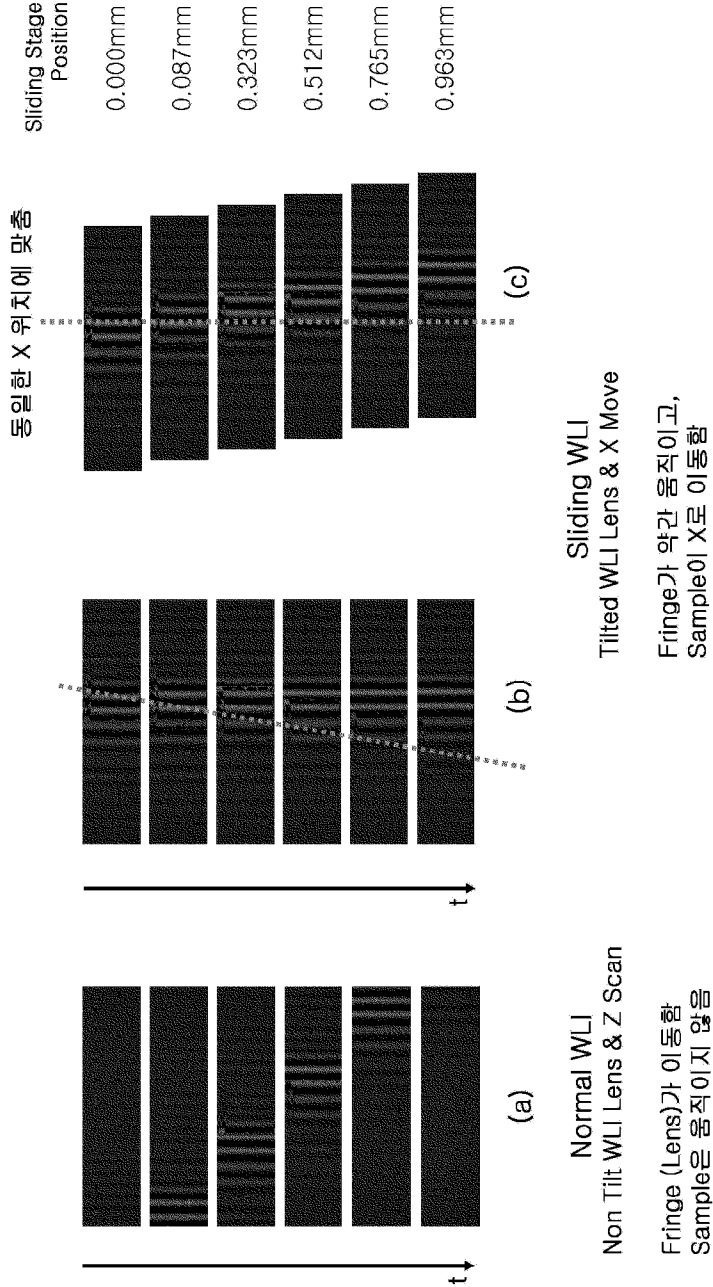 동일한 X 위치에 맞춤
Sliding Stage
Position
0.000mm
0.087mm
0.323mm
0.512mm
0.765mm
0.963mm
t
t
(a)
(b)
(c)
Normal WLI
Non Tilt WLI Lens & Z Scan
Fringe (Lens)가 이동함
Sample은 움직이지 않음
Sliding WLI
Tilted WLI Lens & X Move
Fringe가 약간 움직이고,
Sample이 X로 이동함